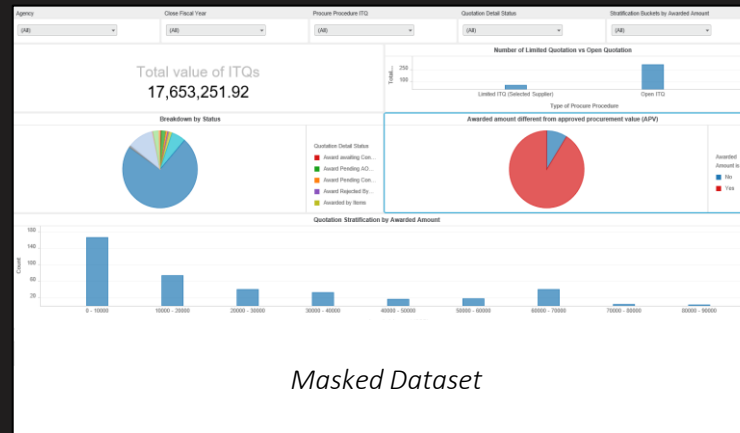 Agency Close Fiscal Year Procure Procedure ITQ Quotation Detail Status Stratification Buckets by Awarded Amount
(All) (All) (All) (All) (All)
Total value of ITQs
17,653,251.92
Number of Limited Quotation vs Open Quotation
Total...
250
100
Limited ITQ (Selected Supplier) Open ITQ
Type of Procure Procedure
Breakdown by Status
Quotation Detail Status
Award awaiting Con...
Award Pending AO...
Award Pending Con...
Award Rejected By...
Awarded by Items
Awarded amount different from approved procurement value (APV)
Awarded
Amount is
No
Yes
Quotation Stratification by Awarded Amount
Count
160
140
100
60
20
0 - 10000 10000 - 20000 20000 - 30000 30000 - 40000 40000 - 50000 50000 - 60000 60000 - 70000 70000 - 80000 80000 - 90000
Masked Dataset